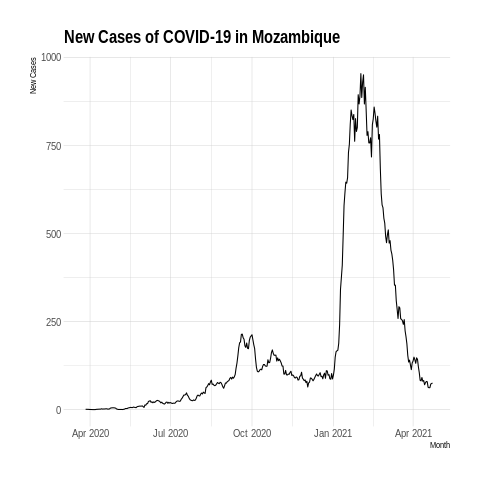 New Cases of COVID-19 in Mozambique
New Cases
1000
750
500
250
0
Apr 2020 Jul 2020 Oct 2020 Jan 2021 Apr 2021
Month